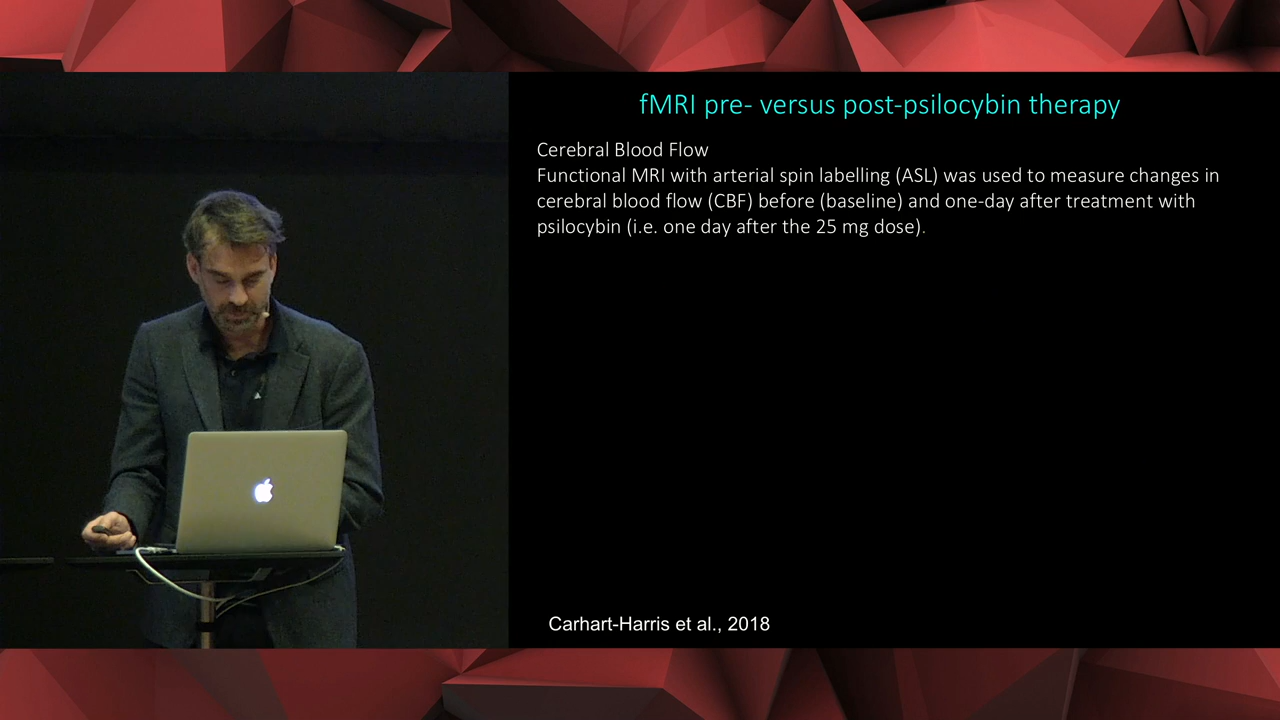 fMRI pre- versus post-psilocybin therapy
Cerebral Blood Flow
Functional MRI with arterial spin labelling (ASL) was used to measure changes in
cerebral blood flow (CBF) before (baseline) and one-day after treatment with
psilocybin (i.e. one day after the 25 mg dose).
Carhart-Harris et al., 2018